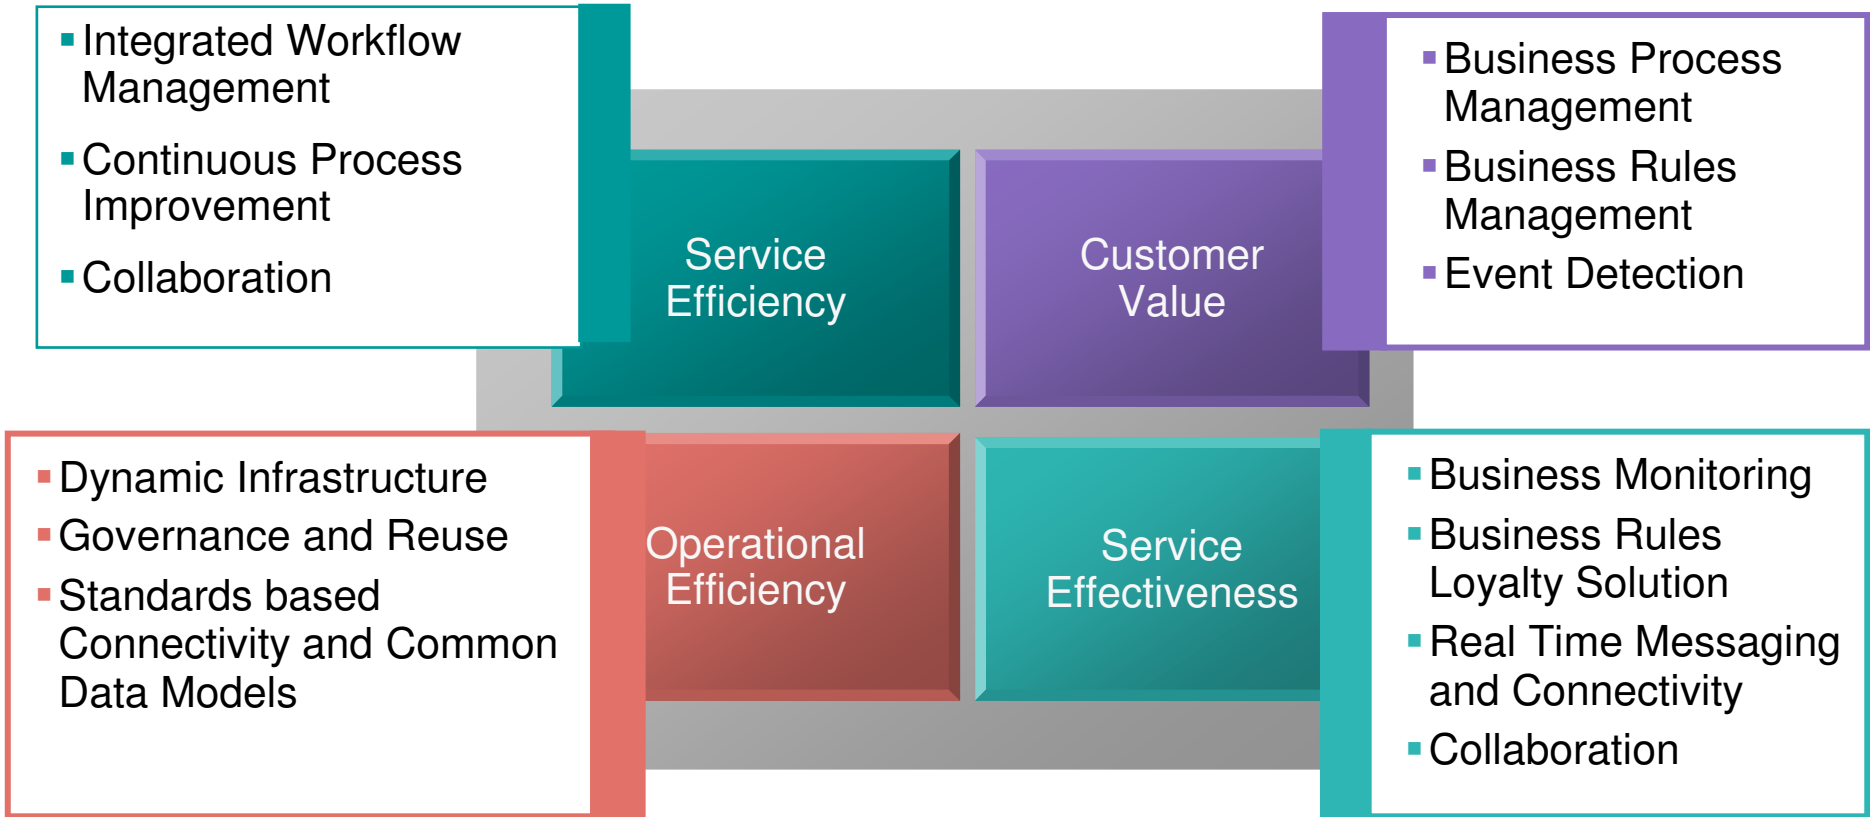 ▪Integrated Workflow
Management
▪Continuous Process
Improvement
▪Collaboration
Service
Efficiency
Customer
Value
▪Business Process
Management
▪Business Rules
Management
▪Event Detection
▪Dynamic Infrastructure
▪Governance and Reuse
▪Standards based
Connectivity and Common
Data Models
Operational
Efficiency
Service
Effectiveness
▪Business Monitoring
▪Business Rules
Loyalty Solution
▪Real Time Messaging
and Connectivity
▪Collaboration